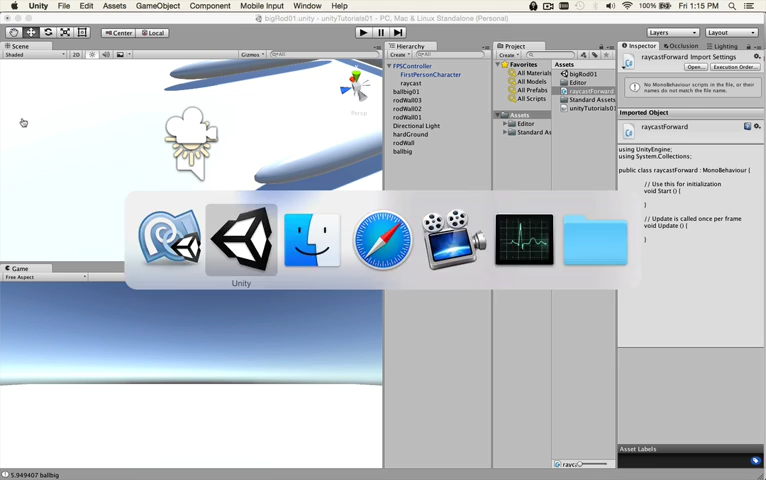 Unity File Edit Assets GameObject Component Mobile Input Window Help 100% Fri 1:15 PM
bigRod01.unity - unityTutorials01 - PC, Mac & Linux Standalone (Personal)
Center Local Layers Layout
Scene
Shaded 2D Gizmos
Persp
Hierarchy
Create
FPSController
FirstPersonCharacter
raycast
ballbig01
rodWall03
rodWall02
rodWall01
Directional Light
hardGround
rodWall
ballbig
Project
Create
Favorites
All Materials
All Models
All Prefabs
All Scripts
Assets
Editor
Standard As
Assets
bigRod01
Editor
raycastForward
Standard Assets
unityTutorials01
Inspector Occlusion Lighting
raycastForward Import Settings
Open... Execution Order...
No MonoBehaviour scripts in the file, or their
names do not match the file name.
Imported Object
raycastForward
using UnityEngine;
using System.Collections;
public class raycastForward : MonoBehaviour {
// Use this for initialization
void Start () {
}
// Update is called once per frame
void Update () {
}
Unity
Game
Free Aspect
Asset Labels
5.949407 ballbig